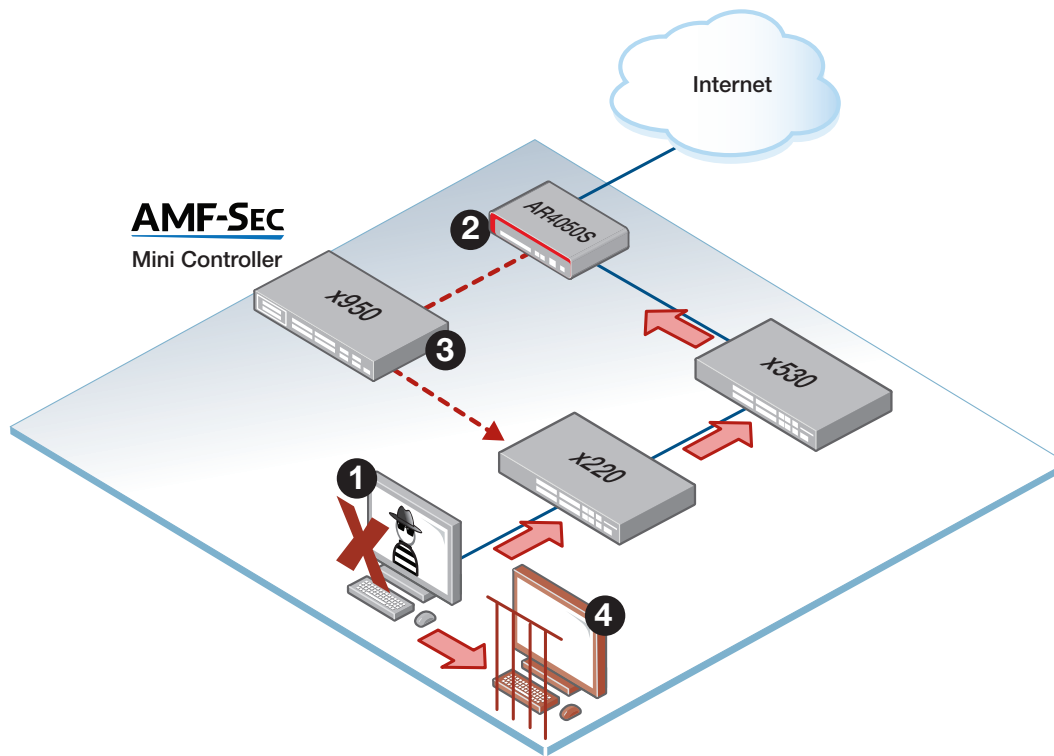 Internet
AR4050S
2
AMF-SEC
Mini Controller
x950
3
x530
x220
1
4